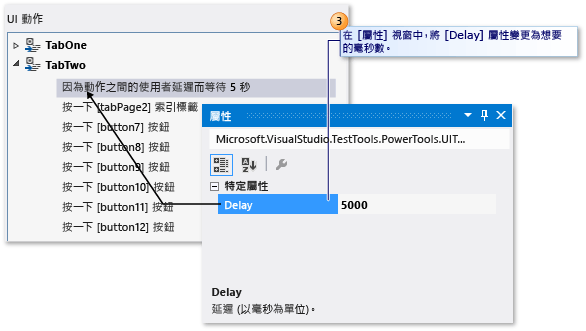 UI 動作
TabOne
TabTwo
因為動作之間的使用者延遲而等待 5 秒
按一下 [tabPage2] 索引標籤
按一下 [button7] 按鈕
按一下 [button8] 按鈕
按一下 [button9] 按鈕
按一下 [button10] 按鈕
按一下 [button11] 按鈕
按一下 [button12] 按鈕
3
在 [屬性] 視窗中，將 [Delay] 屬性變更為想要
的毫秒數。
屬性
Microsoft.VisualStudio.TestTools.PowerTools.UIT...
特定屬性
Delay 5000
Delay
延遲 (以毫秒為單位)。